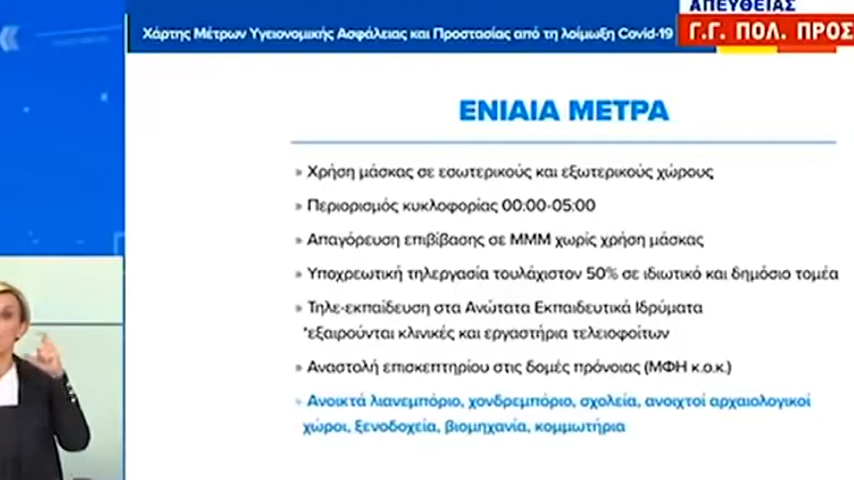 ΑΠΕΥΘΕΙΑΣ
Χάρτης Μέτρων Υγειονομικής Ασφάλειας και Προστασίας από τη λοίμωξη Covid-19
Γ.Γ. ΠΟΛ. ΠΡΟΣ
ΕΝΙΑΙΑ ΜΕΤΡΑ
» Χρήση μάσκας σε εσωτερικούς και εξωτερικούς χώρους
» Περιορισμός κυκλοφορίας 00:00-05:00
» Απαγόρευση επιβίβασης σε ΜΜΜ χωρίς χρήση μάσκας
» Υποχρεωτική τηλεργασία τουλάχιστον 50% σε ιδιωτικό και δημόσιο τομέα
» Τηλε-εκπαίδευση στα Ανώτατα Εκπαιδευτικά Ιδρύματα
*εξαιρούνται κλινικές και εργαστήρια τελειοφοίτων
» Αναστολή επισκεπτηρίου στις δομές πρόνοιας (ΜΦΗ κ.ο.κ.)
» Ανοικτά λιανεμπόριο, χονδρεμπόριο, σχολεία, ανοιχτοί αρχαιολογικοί
χώροι, ξενοδοχεία, βιομηχανία, κομμωτήρια